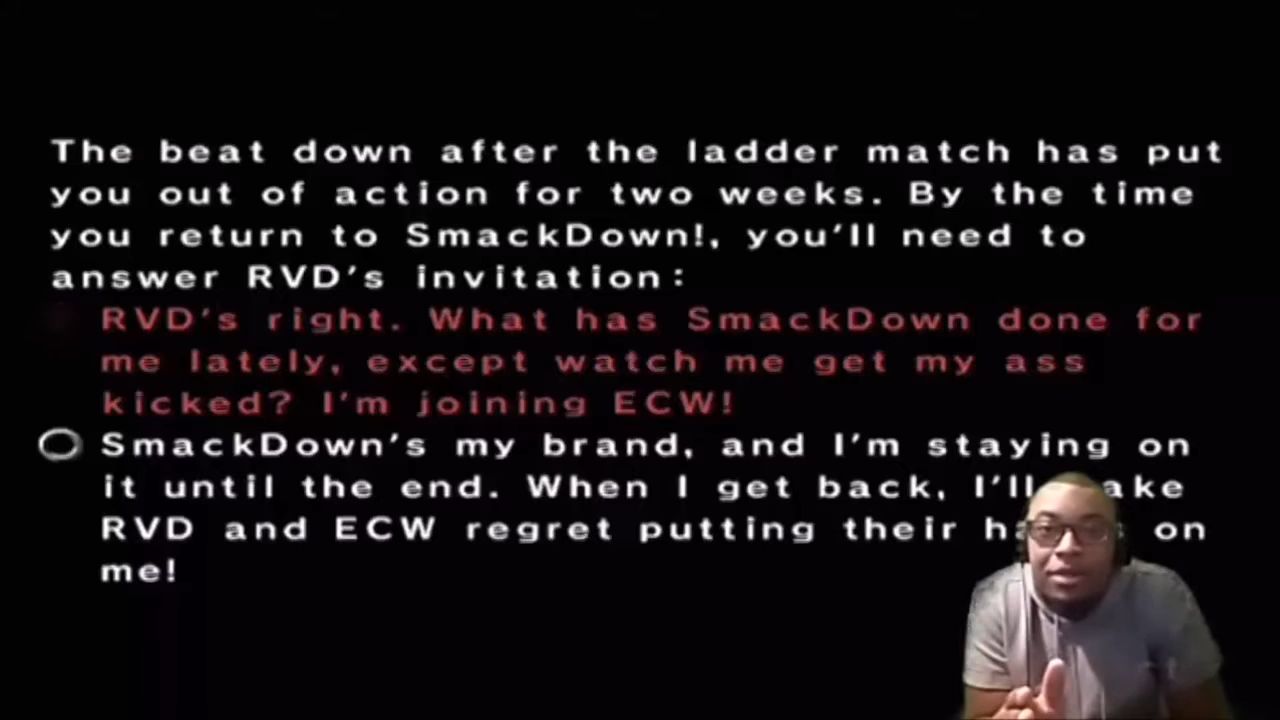 The beat down after the ladder match has put
you out of action for two weeks. By the time
you return to SmackDown!, you'll need to
answer RVD's invitation:
RVD's right. What has SmackDown done for
me lately, except watch me get my ass
kicked? I'm joining ECW!
SmackDown's my brand, and I'm staying on
it until the end. When I get back, I'll
RVD and ECW regret putting their on
me!